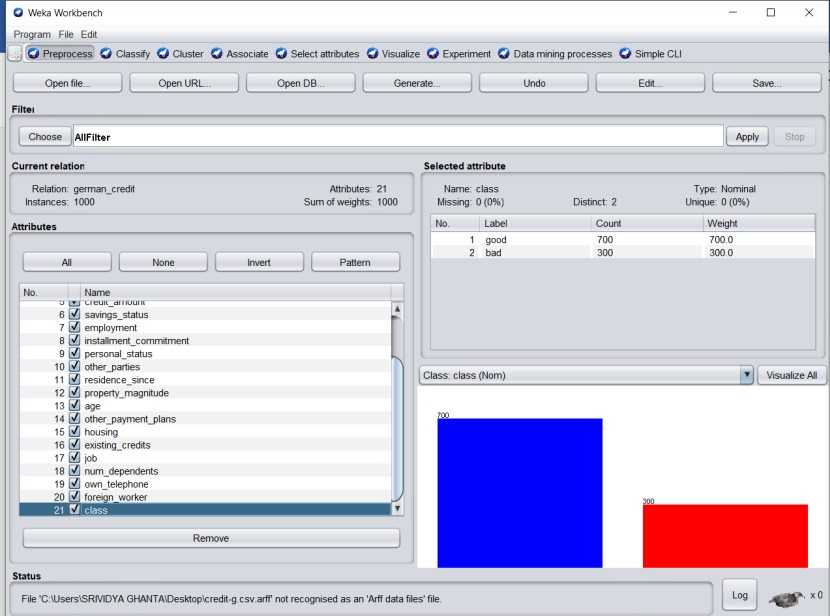 Weka Workbench
Program File Edit
Preprocess Classify Cluster Associate Select attributes Visualize Experiment Data mining processes Simple CLI
Open file... Open URL... Open DB... Generate... Undo Edit... Save...
Filter
Choose AllFilter Apply Stop
Current relation
Relation: german_credit Attributes: 21
Instances: 1000 Sum of weights: 1000
Attributes
All None Invert Pattern
No. Name
5 credit_amount
6 savings_status
7 employment
8 installment_commitment
9 personal_status
10 other_parties
11 residence_since
12 property_magnitude
13 age
14 other_payment_plans
15 housing
16 existing_credits
17 job
18 num_dependents
19 own_telephone
20 foreign_worker
21 class
Remove
Selected attribute
Name: class Type: Nominal
Missing: 0 (0%) Distinct: 2 Unique: 0 (0%)
No. Label Count Weight
1 good 700 700.0
2 bad 300 300.0
Class: class (Nom) Visualize All
700
300
Status
File 'C:\Users\SRIVIDYA GHANTA\Desktop\credit-g.csv.arff' not recognised as an 'Arff data files' file.
Log x 0